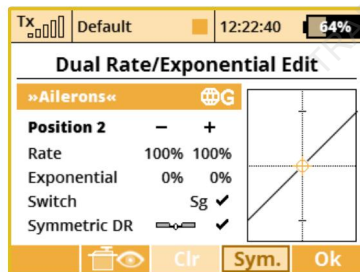 Tx Default 12:22:40 64%
Dual Rate/Exponential Edit
»Ailerons« G
Position 2 – +
Rate 100% 100%
Exponential 0% 0%
Switch Sg ✔
Symmetric DR ✔
Clr Sym. Ok